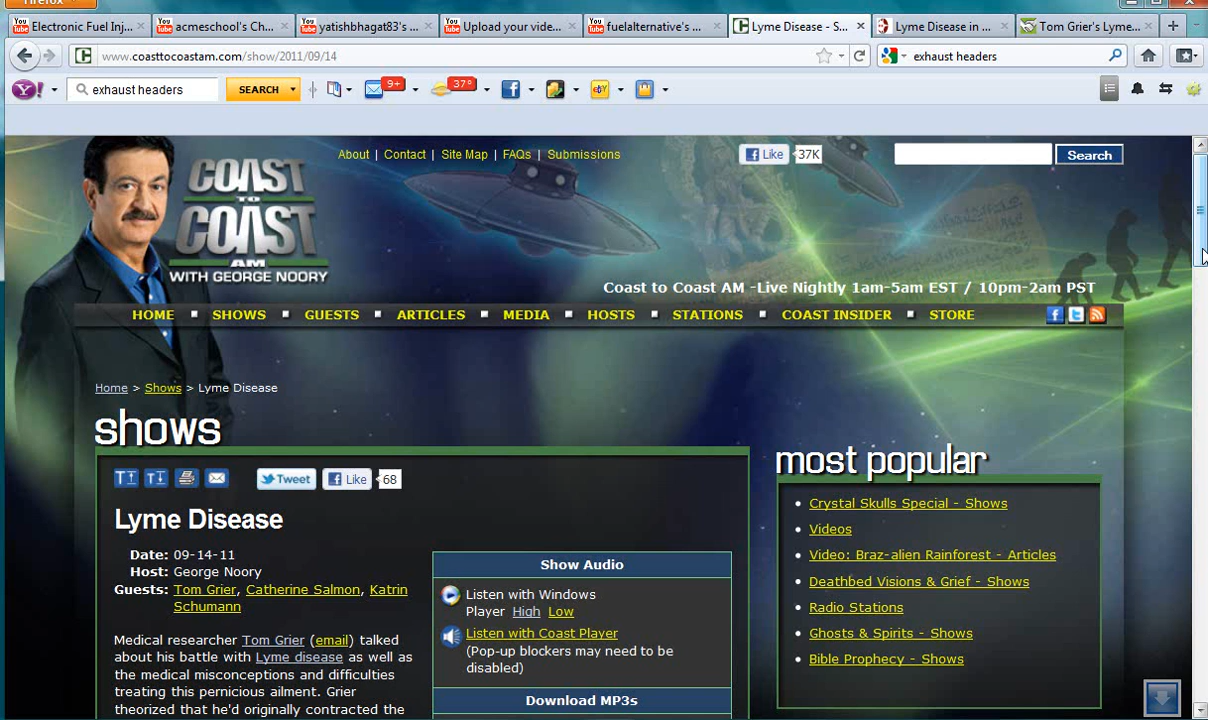 Firefox
Electronic Fuel Inj...
acmeschool's Ch...
yatishbhagat83's ...
Upload your vide...
fuelalternative's ...
Lyme Disease - S...
Lyme Disease in ...
Tom Grier's Lyme...
www.coasttocoastam.com/show/2011/09/14
exhaust headers
exhaust headers
SEARCH
9+
37°
About | Contact | Site Map | FAQs | Submissions
Like 37K
Search
COAST
TO
COAST
AM
WITH GEORGE NOORY
Coast to Coast AM -Live Nightly 1am-5am EST / 10pm-2am PST
HOME SHOWS GUESTS ARTICLES MEDIA HOSTS STATIONS COAST INSIDER STORE
Home > Shows > Lyme Disease
shows
Tweet Like 68
Lyme Disease
Date: 09-14-11
Host: George Noory
Guests: Tom Grier, Catherine Salmon, Katrin
Schumann
Medical researcher Tom Grier (email) talked
about his battle with Lyme disease as well as
the medical misconceptions and difficulties
treating this pernicious ailment. Grier
theorized that he'd originally contracted the
Show Audio
Listen with Windows
Player High Low
Listen with Coast Player
(Pop-up blockers may need to be
disabled)
Download MP3s
most popular
Crystal Skulls Special - Shows
Videos
Video: Braz-alien Rainforest - Articles
Deathbed Visions & Grief - Shows
Radio Stations
Ghosts & Spirits - Shows
Bible Prophecy - Shows